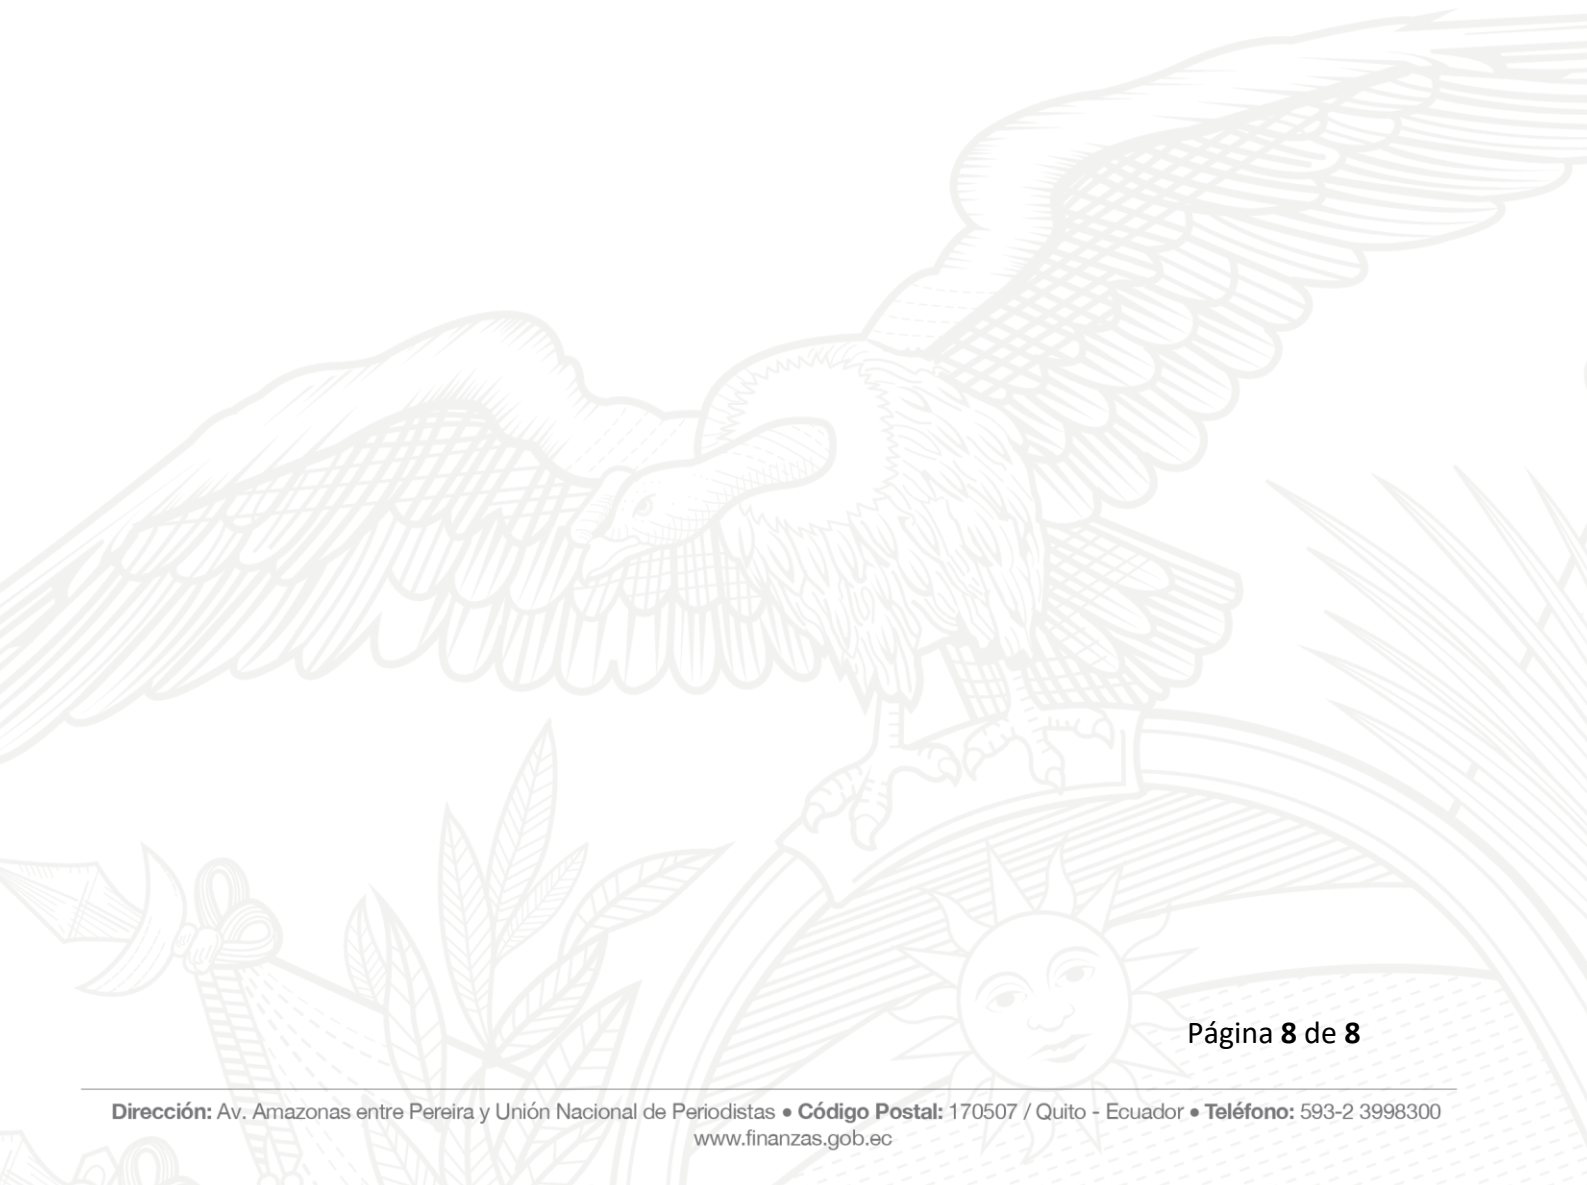 Página 8 de 8
Dirección: Av. Amazonas entre Pereira y Unión Nacional de Periodistas • Código Postal: 170507 / Quito - Ecuador • Teléfono: 593-2 3998300
www.finanzas.gob.ec